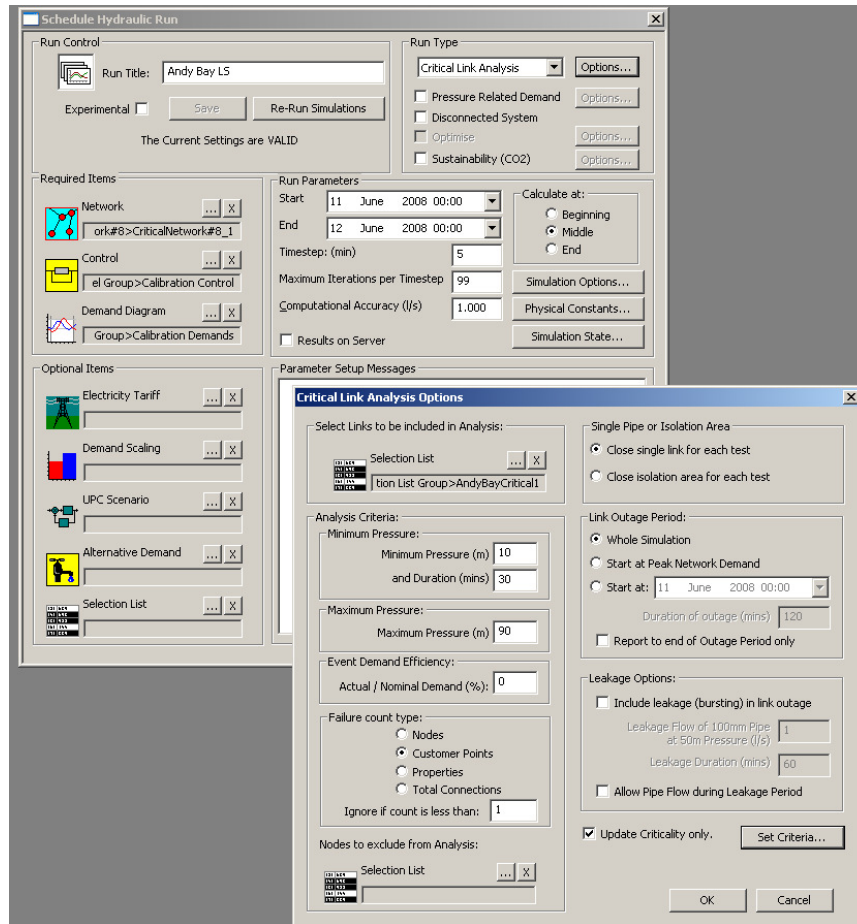 Schedule Hydraulic Run
Run Control
Run Title: Andy Bay LS
Experimental Save Re-Run Simulations
The Current Settings are VALID
Run Type
Critical Link Analysis Options...
Pressure Related Demand Options...
Disconnected System
Optimise Options...
Sustainability (CO2) Options...
Required Items
Network ... X
ork#8>CriticalNetwork#8_1
Control ... X
el Group>Calibration Control
Demand Diagram ... X
Group>Calibration Demands
Run Parameters
Start 11 June 2008 00:00
End 12 June 2008 00:00
Timestep: (min) 5
Maximum Iterations per Timestep 99
Computational Accuracy (l/s) 1.000
Results on Server
Calculate at:
Beginning
Middle
End
Simulation Options...
Physical Constants...
Simulation State...
Optional Items
Electricity Tariff ... X
Demand Scaling ... X
UPC Scenario ... X
Alternative Demand ... X
Selection List ... X
Parameter Setup Messages
Critical Link Analysis Options
Select Links to be included in Analysis:
Selection List ... X
tion List Group>AndyBayCritical1
Analysis Criteria:
Minimum Pressure:
Minimum Pressure (m) 10
and Duration (mins) 30
Maximum Pressure:
Maximum Pressure (m) 90
Event Demand Efficiency:
Actual / Nominal Demand (%): 0
Failure count type:
Nodes
Customer Points
Properties
Total Connections
Ignore if count is less than: 1
Nodes to exclude from Analysis:
Selection List ... X
Single Pipe or Isolation Area
Close single link for each test
Close isolation area for each test
Link Outage Period:
Whole Simulation
Start at Peak Network Demand
Start at: 11 June 2008 00:00
Duration of outage (mins) 120
Report to end of Outage Period only
Leakage Options:
Include leakage (bursting) in link outage
Leakage Flow of 100mm Pipe
at 50m Pressure (l/s) 1
Leakage Duration (mins) 60
Allow Pipe Flow during Leakage Period
Update Criticality only. Set Criteria...
OK Cancel